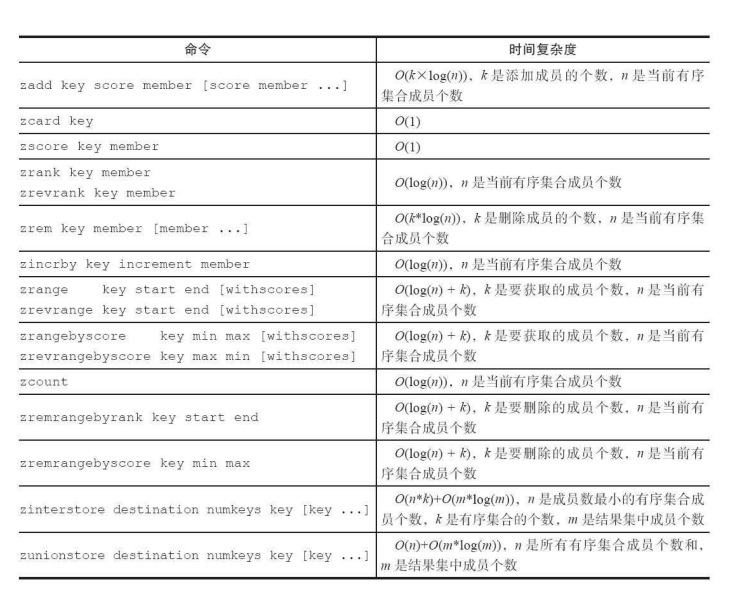 命令 时间复杂度
zadd key score member [score member ...] O(k×log(n)), k 是添加成员的个数, n 是当前有序
集合成员个数
zcard key O(1)
zscore key member O(1)
zrank key member
zrevrank key member
O(log(n)), n 是当前有序集合成员个数
zrem key member [member ...] O(k*log(n)), k 是删除成员的个数, n 是当前有序集
合成员个数
zincrby key increment member O(log(n)), n 是当前有序集合成员个数
zrange key start end [withscores]
zrevrange key start end [withscores]
O(log(n) + k), k 是要获取的成员个数, n 是当前有
序集合成员个数
zrangebyscore key min max [withscores]
zrevrangebyscore key max min [withscores]
O(log(n) + k), k 是要获取的成员个数, n 是当前有
序集合成员个数
zcount O(log(n)), n 是当前有序集合成员个数
zremrangebyrank key start end O(log(n) + k), k 是要删除的成员个数, n 是当前有
序集合成员个数
zremrangebyscore key min max O(log(n) + k), k 是要删除的成员个数, n 是当前有
序集合成员个数
zinterstore destination numkeys key [key ...] O(n*k)+O(m*log(m)), n 是成员数最小的有序集合成
员个数, k 是有序集合的个数, m 是结果集中成员个数
zunionstore destination numkeys key [key ...] O(n)+O(m*log(m)), n 是所有有序集合成员个数和,
m 是结果集中成员个数